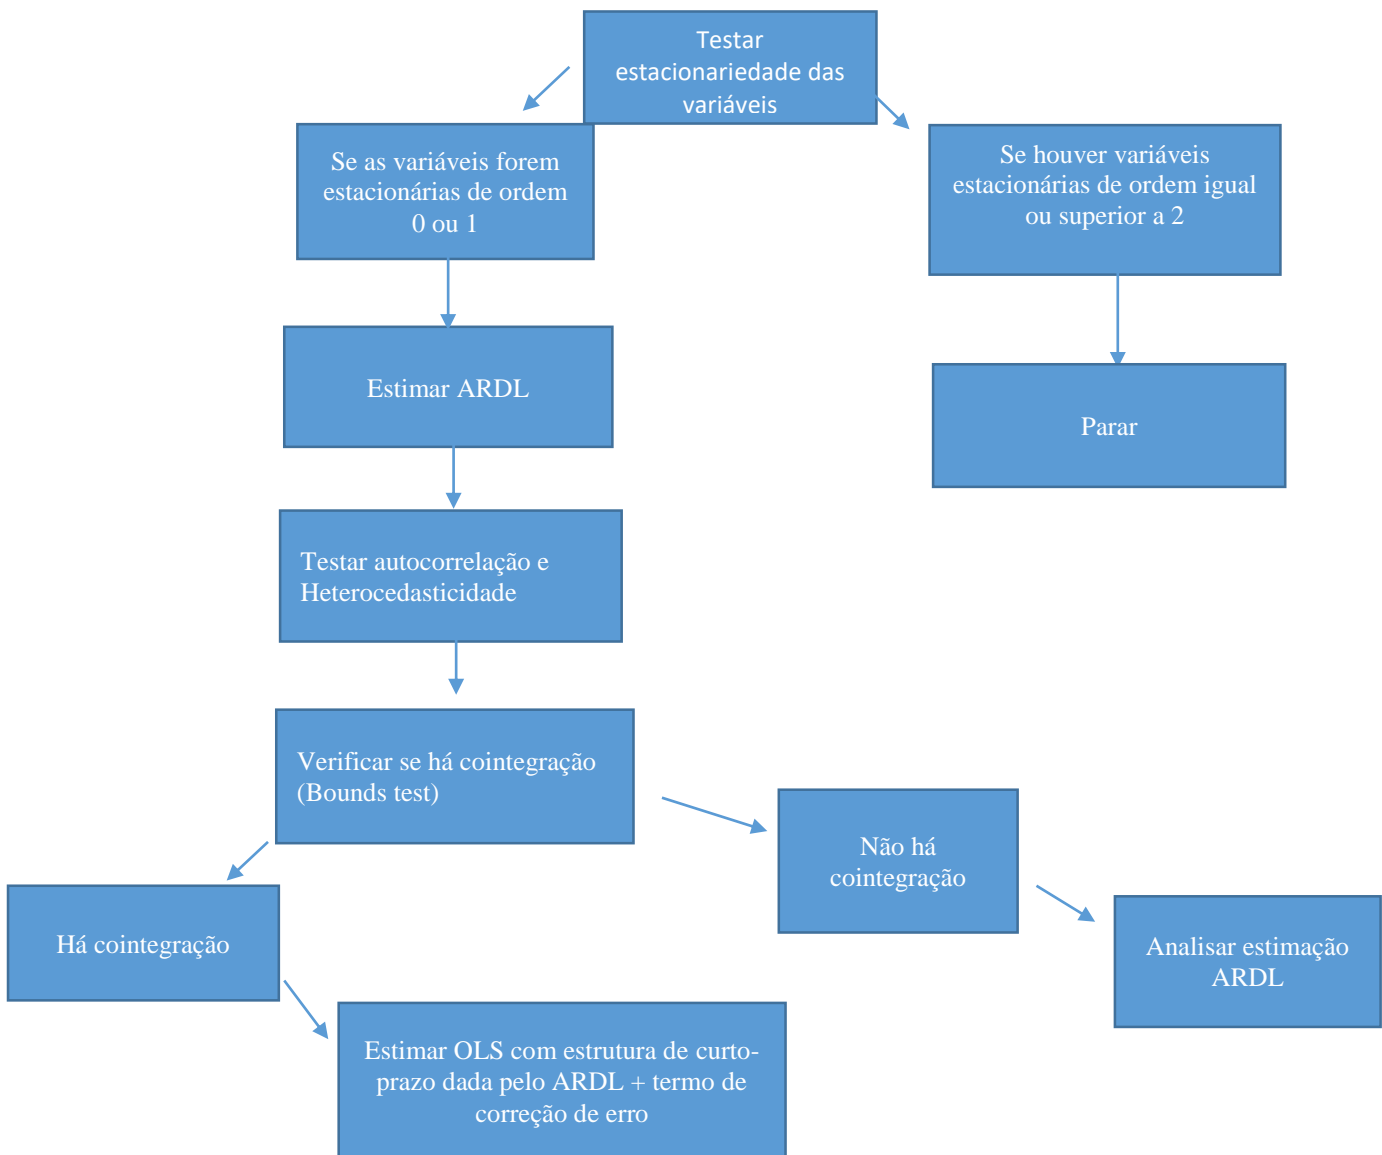 Testar
estacionariedade das
variáveis
Se as variáveis forem
estacionárias de ordem
0 ou 1
Se houver variáveis
estacionárias de ordem igual
ou superior a 2
Estimar ARDL
Parar
Testar autocorrelação e
Heterocedasticidade
Verificar se há cointegração
(Bounds test)
Não há
cointegração
Há cointegração
Analisar estimação
ARDL
Estimar OLS com estrutura de curto-
prazo dada pelo ARDL + termo de
correção de erro